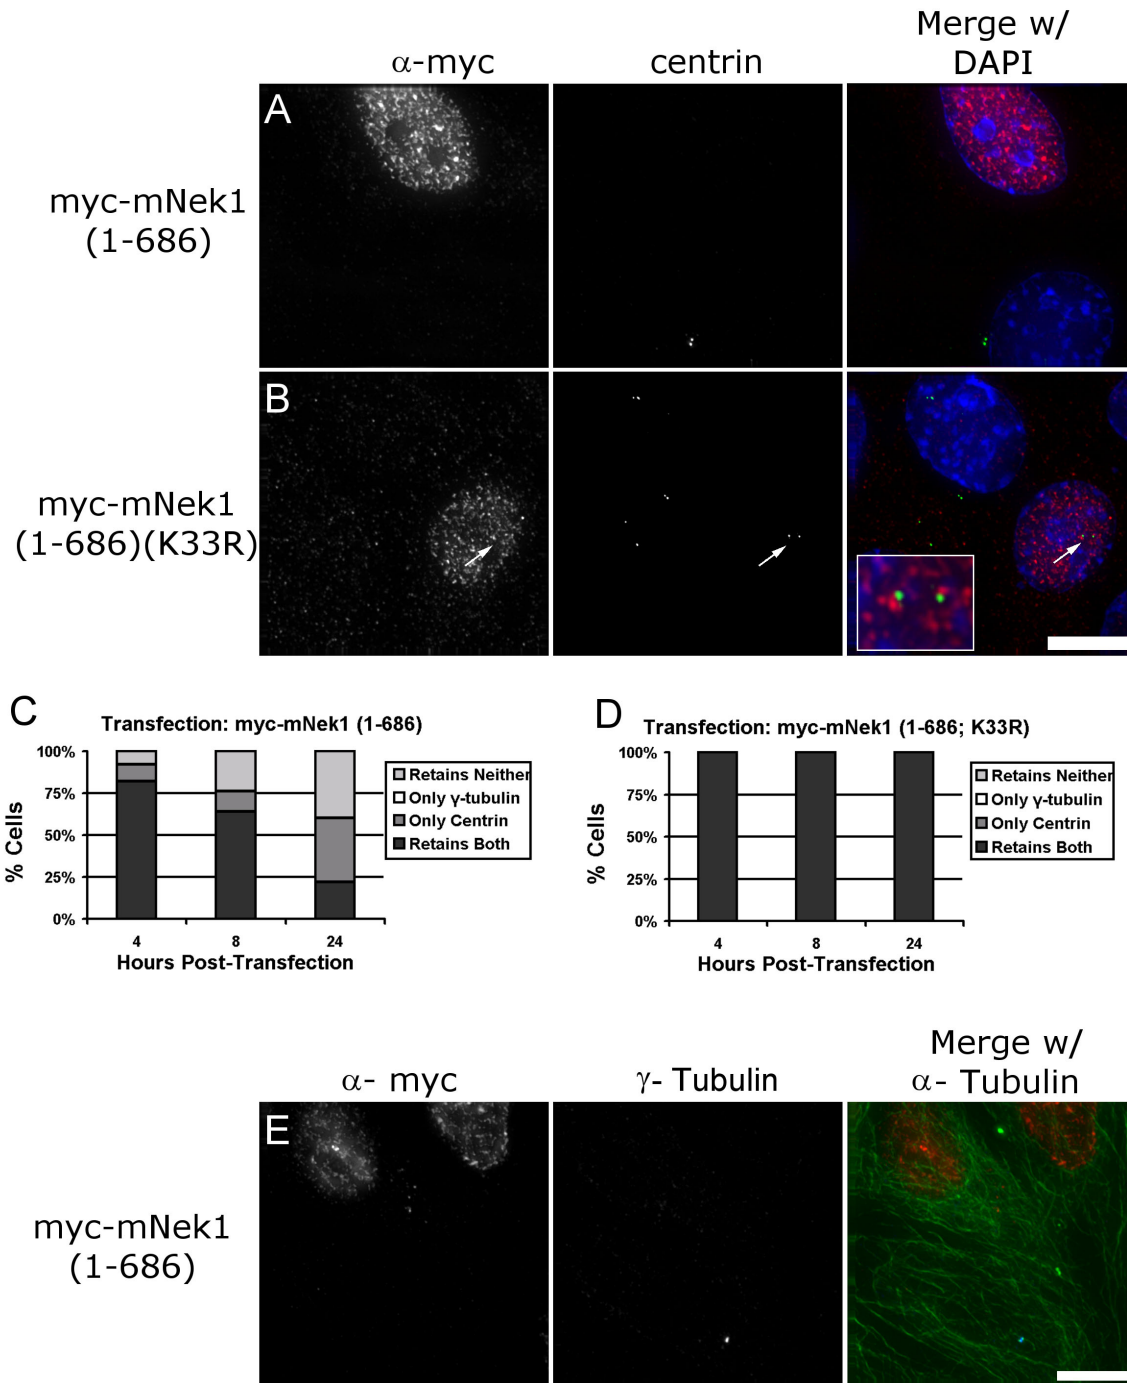 α-myc
centrin
Merge w/
DAPI
A
myc-mNek1
(1-686)
B
myc-mNek1
(1-686)(K33R)
C
Transfection: myc-mNek1 (1-686)
100%
75%
50%
25%
0%
% Cells
4
8
24
Hours Post-Transfection
Retains Neither
Only γ-tubulin
Only Centrin
Retains Both
D
Transfection: myc-mNek1 (1-686; K33R)
100%
75%
50%
25%
0%
% Cells
4
8
24
Hours Post-Transfection
Retains Neither
Only γ-tubulin
Only Centrin
Retains Both
α- myc
γ- Tubulin
Merge w/
α- Tubulin
E
myc-mNek1
(1-686)